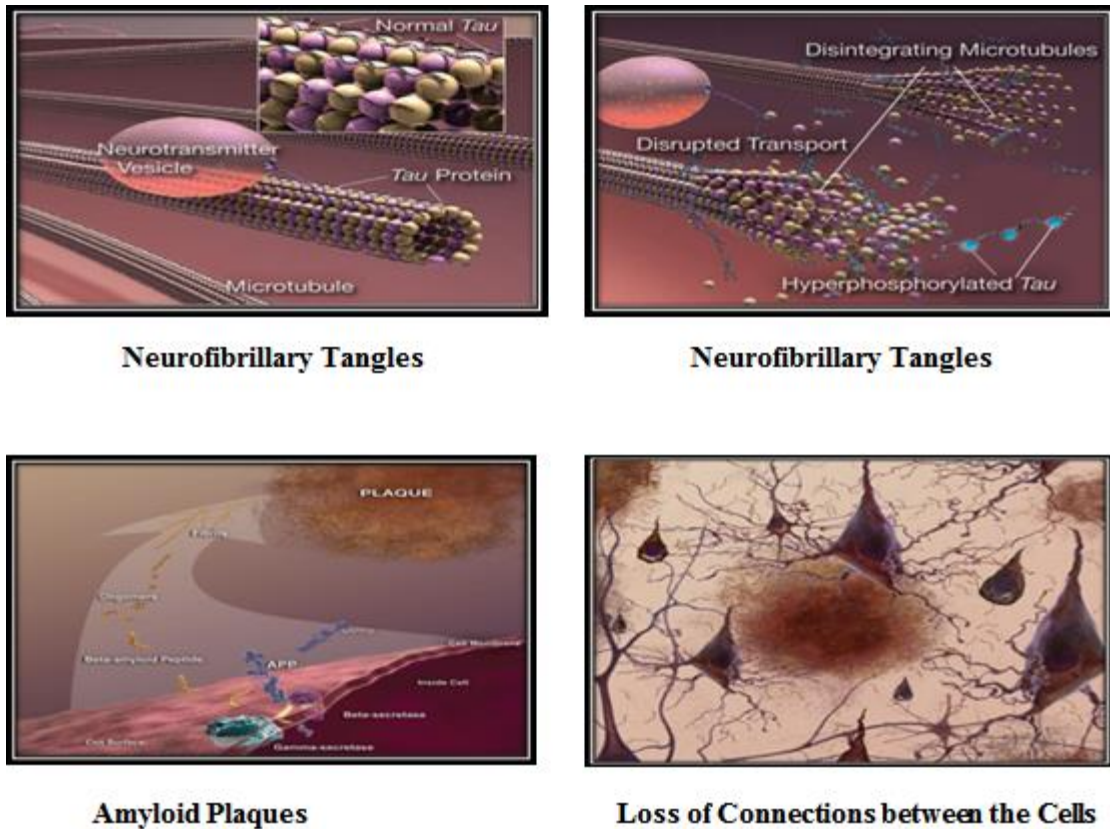 Normal Tau
Neurotransmitter
Vesicle
Tau Protein
Microtubule
Disintegrating Microtubules
Disrupted Transport
Hyperphosphorylated Tau
Neurofibrillary Tangles
Neurofibrillary Tangles
PLAQUE
Oligomers
Beta-amyloid Peptide
APP
Cell Membrane
Inside Cell
Beta-secretase
Cell Surface
Gamma-secretase
Amyloid Plaques
Loss of Connections between the Cells